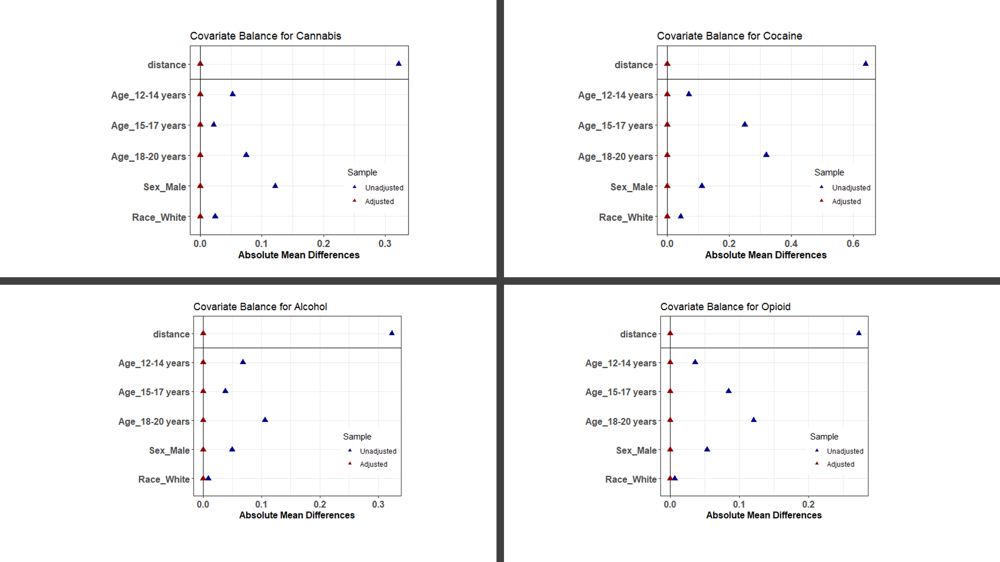 Covariate Balance for Cannabis
distance
Age_12-14 years
Age_15-17 years
Age_18-20 years
Sex_Male
Race_White
Sample
Unadjusted
Adjusted
0.0 0.1 0.2 0.3
Absolute Mean Differences
Covariate Balance for Cocaine
distance
Age_12-14 years
Age_15-17 years
Age_18-20 years
Sex_Male
Race_White
Sample
Unadjusted
Adjusted
0.0 0.2 0.4 0.6
Absolute Mean Differences
Covariate Balance for Alcohol
distance
Age_12-14 years
Age_15-17 years
Age_18-20 years
Sex_Male
Race_White
Sample
Unadjusted
Adjusted
0.0 0.1 0.2 0.3
Absolute Mean Differences
Covariate Balance for Opioid
distance
Age_12-14 years
Age_15-17 years
Age_18-20 years
Sex_Male
Race_White
Sample
Unadjusted
Adjusted
0.0 0.1 0.2
Absolute Mean Differences